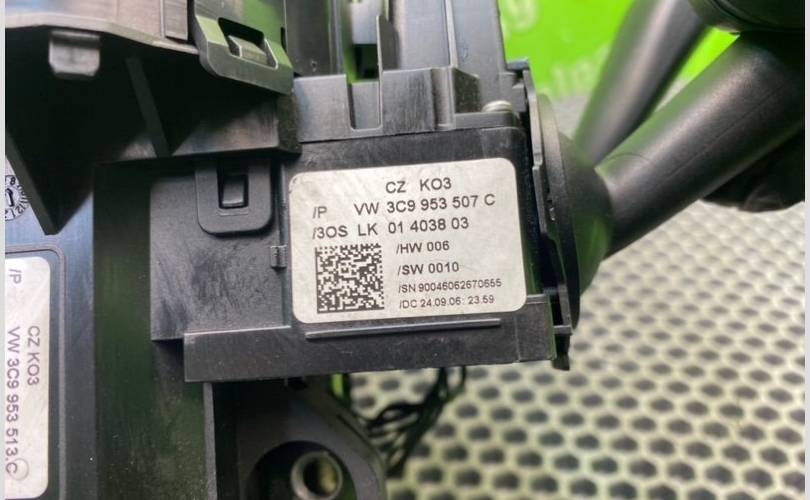 CZ KO3
/P VW 3C9 953 507 C
/3OS LK 01 4038 03
/HW 006
/SW 0010
/SN 90046062670655
/DC 24.09.06: 23.59
CZ KO3
/P VW 3C9 953 513.C